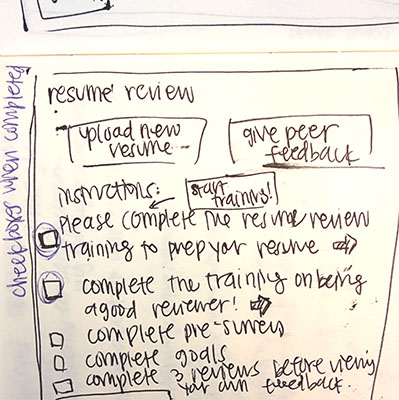 check boxes when completed
resume review
upload new
resume
give peer
feedback
instructions:
start
training!
please complete the resume review
training to prep your resume
complete the training on being
a good reviewer!
complete pre-survey
complete goals
complete 3 reviews before viewing
your own feedback.